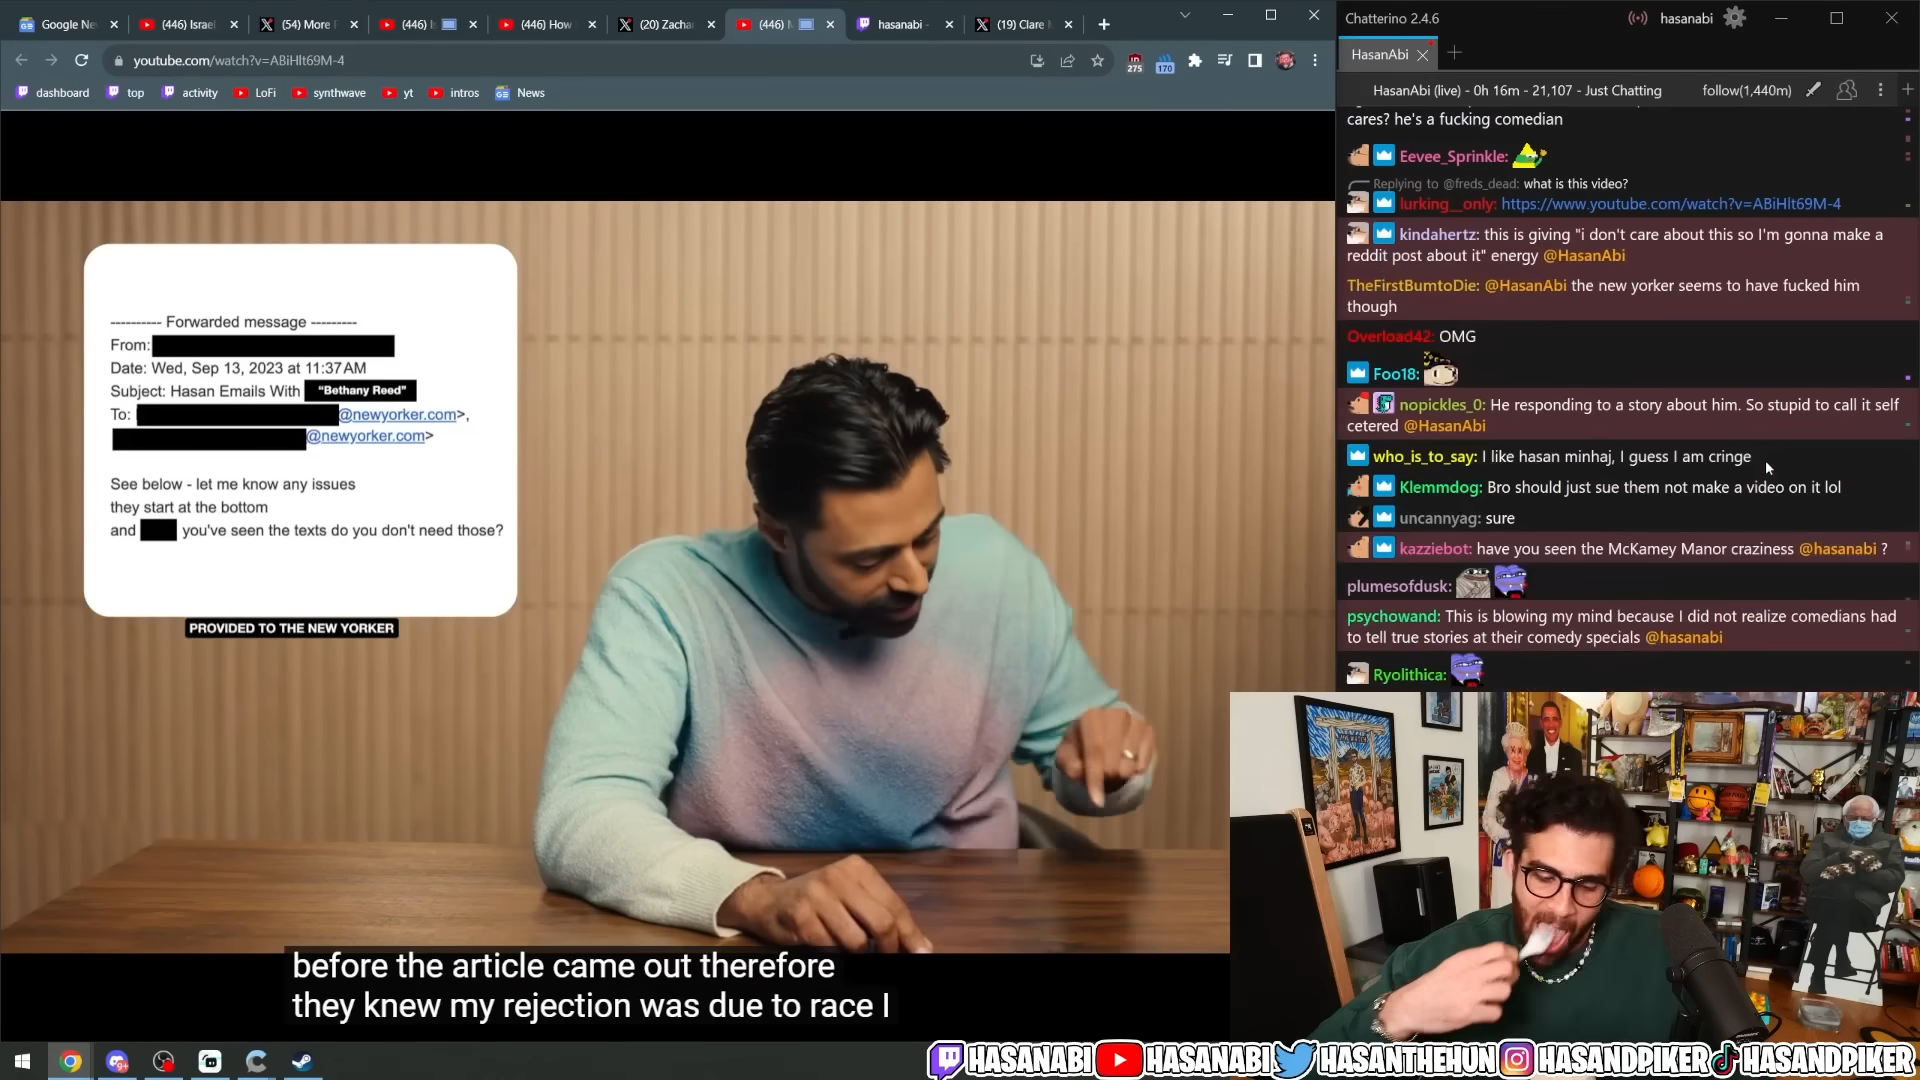 Google Ne
(446) Israel
(54) More
(446) I
(446) How
(20) Zacha
(446)
hasanabi -
(19) Clare
youtube.com/watch?v=ABiHlt69M-4
275
170
dashboard
top
activity
LoFi
synthwave
yt
intros
News
---------- Forwarded message ---------
From:
Date: Wed, Sep 13, 2023 at 11:37AM
Subject: Hasan Emails With "Bethany Reed"
To: @newyorker.com>,
@newyorker.com>
See below - let me know any issues
they start at the bottom
and you've seen the texts do you don't need those?
PROVIDED TO THE NEW YORKER
before the article came out therefore
they knew my rejection was due to race I
Chatterino 2.4.6
hasanabi
HasanAbi
HasanAbi (live) - 0h 16m - 21,107 - Just Chatting
follow(1,440m)
cares? he's a fucking comedian
Eevee_Sprinkle:
Replying to @freds_dead: what is this video?
lurking__only: https://www.youtube.com/watch?v=ABiHlt69M-4
kindahertz: this is giving "i don't care about this so I'm gonna make a
reddit post about it" energy @HasanAbi
TheFirstBumtoDie: @HasanAbi the new yorker seems to have fucked him
though
Overload42: OMG
Foo18:
nopickles_0: He responding to a story about him. So stupid to call it self
cetered @HasanAbi
who_is_to_say: I like hasan minhaj, I guess I am cringe
Klemmdog: Bro should just sue them not make a video on it lol
uncannyag: sure
kazziebot: have you seen the McKamey Manor craziness @hasanabi ?
plumesofdusk:
psychowand: This is blowing my mind because I did not realize comedians had
to tell true stories at their comedy specials @hasanabi
Ryolithica:
HASANABI
HASANABI
HASANTHEHUN
HASANDPIKER
HASANDPIKER